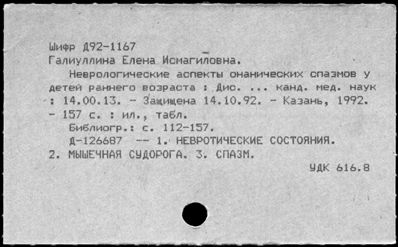 Шифр Д92-1167
Галиуллина Елена Исмагиловна.
Неврологические аспекты онанических спазмов у
детей раннего возраста : Дис. ... канд. мед. наук
: 14.00.13. - Защищена 14.10.92. - Казань, 1992.
- 157 с. : ил., табл.
Библиогр.: с. 112-157.
Д-126687 -- 1. НЕВРОТИЧЕСКИЕ СОСТОЯНИЯ.
2. МЫШЕЧНАЯ СУДОРОГА. 3. СПАЗМ.
УДК 616.8